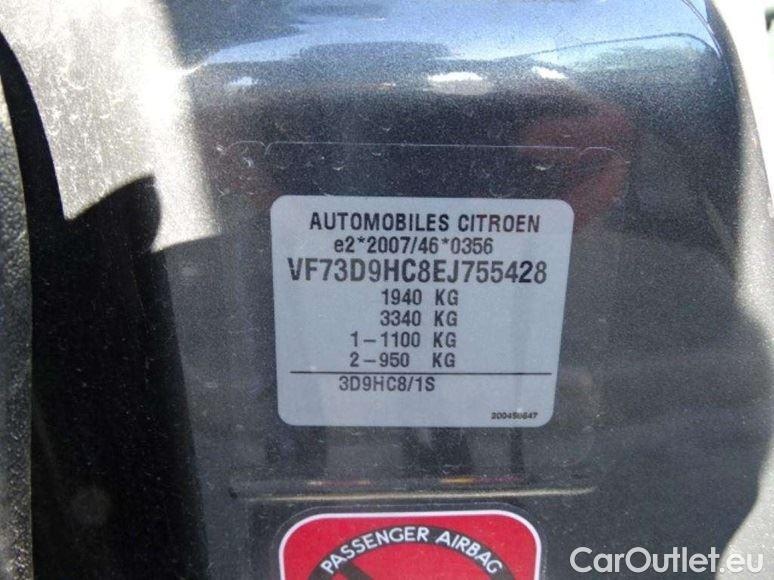 AUTOMOBILES CITROEN
e2*2007/46*0356
VF73D9HC8EJ755428
1940 KG
3340 KG
1-1100 KG
2-950 KG
3D9HC8/1S
PASSENGER AIRBAG
CarOutlet.eu